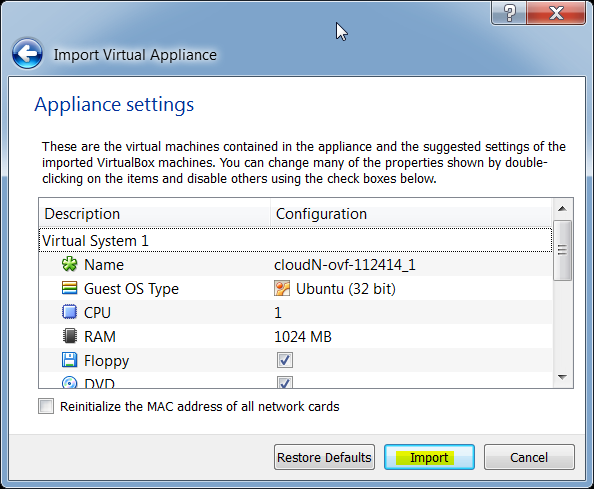 Import Virtual Appliance
Appliance settings
These are the virtual machines contained in the appliance and the suggested settings of the
imported VirtualBox machines. You can change many of the properties shown by double-
clicking on the items and disable others using the check boxes below.
Description Configuration
Virtual System 1
Name cloudN-ovf-112414_1
Guest OS Type Ubuntu (32 bit)
CPU 1
RAM 1024 MB
Floppy
DVD
Reinitialize the MAC address of all network cards
Restore Defaults Import Cancel